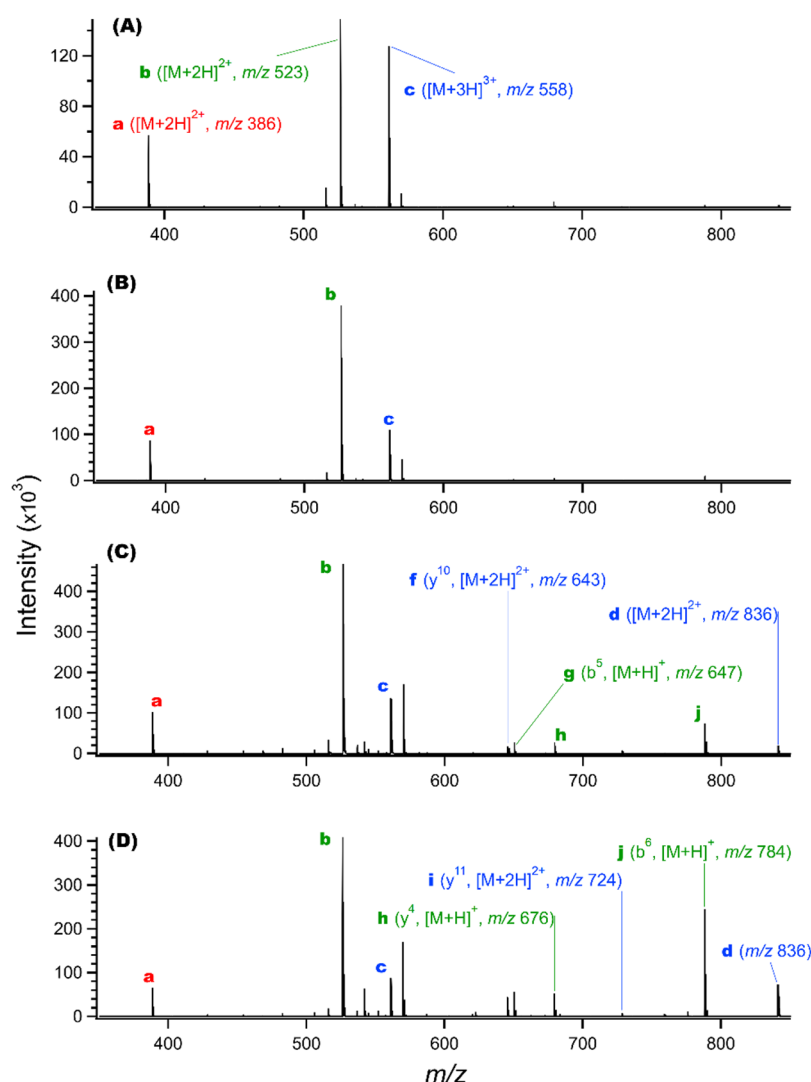 (A)
b ([M+2H]²⁺, m/z 523)
c ([M+3H]³⁺, m/z 558)
a ([M+2H]²⁺, m/z 386)
120
80
40
0
400 500 600 700 800
(B)
400
300
200
100
0
b
a
c
400 500 600 700 800
Intensity (x10³)
(C)
400
300
200
100
0
b
f (y¹⁰, [M+2H]²⁺, m/z 643)
d ([M+2H]²⁺, m/z 836)
g (b⁵, [M+H]⁺, m/z 647)
a
c
h
j
400 500 600 700 800
(D)
400
300
200
100
0
b
j
(b⁶, [M+H]⁺, m/z 784)
i (y¹¹, [M+2H]²⁺, m/z 724)
h (y⁴, [M+H]⁺, m/z 676)
d (m/z 836)
a
c
400 500 600 700 800
m/z